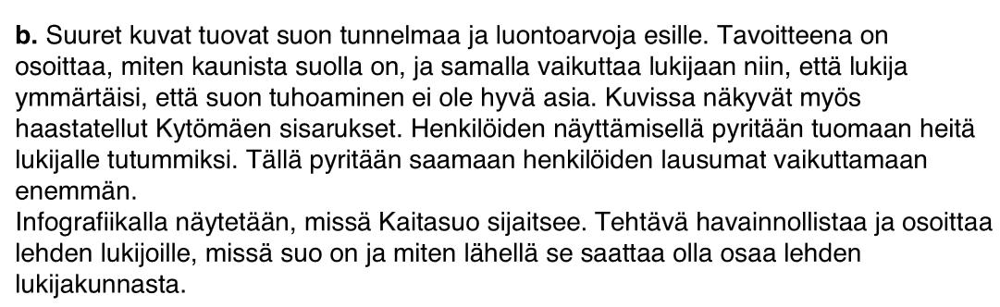 b. Suuret kuvat tuovat suon tunnelmaa ja luontoarvoja esille. Tavoitteena on
osoittaa, miten kaunista suolla on, ja samalla vaikuttaa lukijaan niin, että lukija
ymmärtäisi, että suon tuhoaminen ei ole hyvä asia. Kuvissa näkyvät myös
haastatellut Kytömäen sisarukset. Henkilöiden näyttämisellä pyritään tuomaan heitä
lukijalle tutummiksi. Tällä pyritään saamaan henkilöiden lausumat vaikuttamaan
enemmän.
Infografiikalla näytetään, missä Kaitasuo sijaitsee. Tehtävä havainnollistaa ja osoittaa
lehden lukijoille, missä suo on ja miten lähellä se saattaa olla osaa lehden
lukijakunnasta.